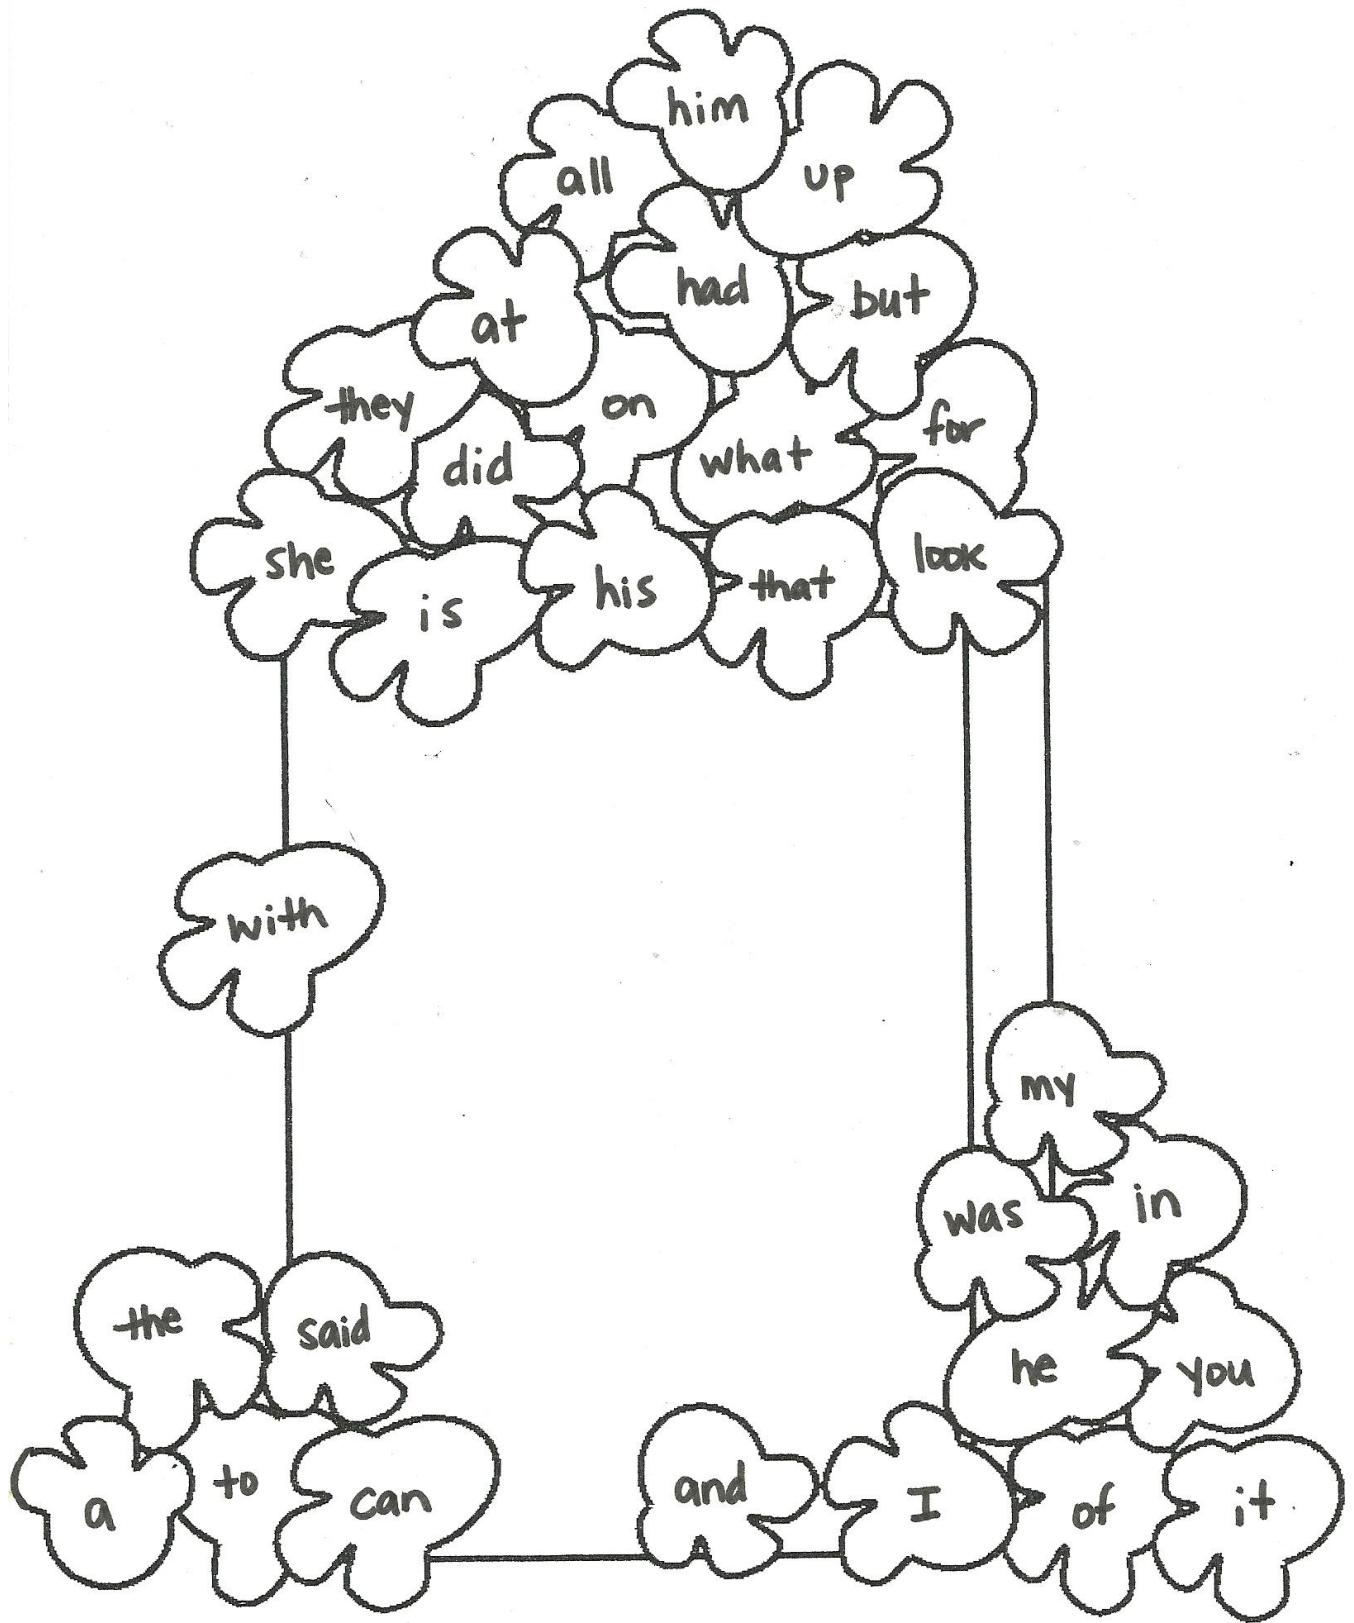 him
all
up
had
but
at
they
on
for
did
what
she
is
his
that
look
with
my
was
in
the
said
he
you
a
to
can
and
I
of
it